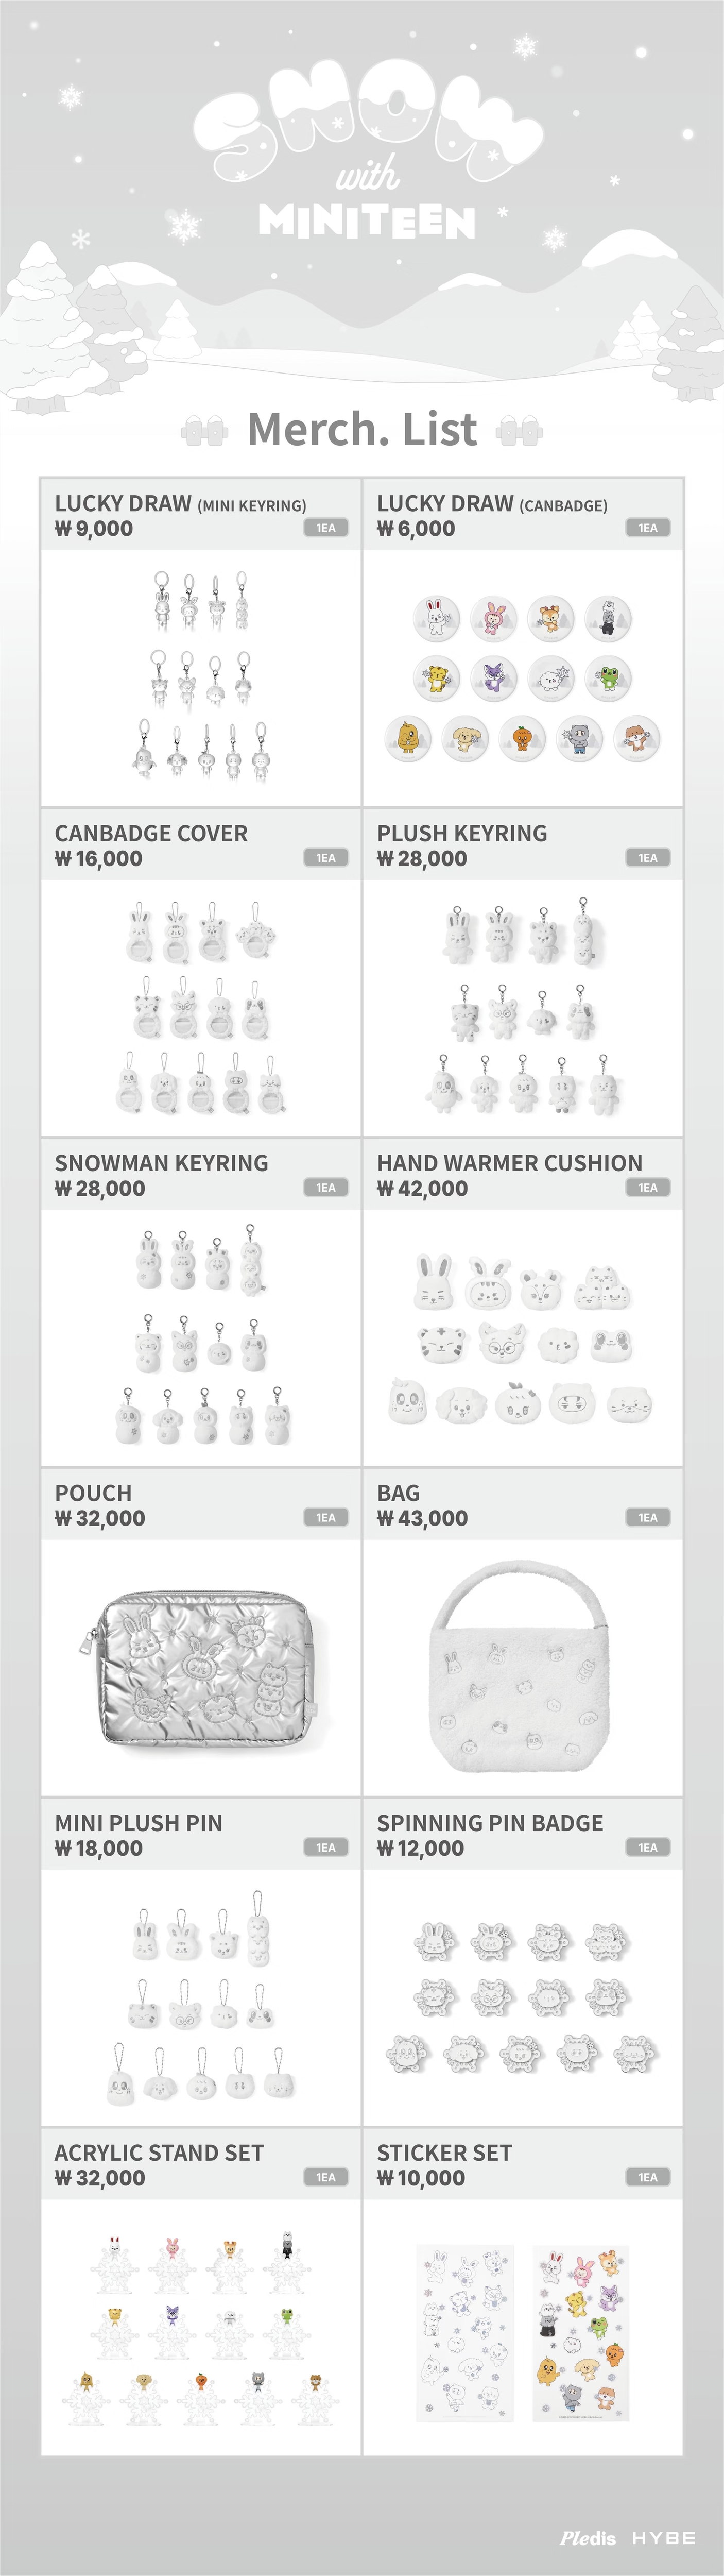 SNOW
with
MINITEEN
Merch. List
LUCKY DRAW (MINI KEYRING)
₩ 9,000
1EA
LUCKY DRAW (CANBADGE)
₩ 6,000
1EA
CANBADGE COVER
₩ 16,000
1EA
PLUSH KEYRING
₩ 28,000
1EA
SNOWMAN KEYRING
₩ 28,000
1EA
HAND WARMER CUSHION
₩ 42,000
1EA
POUCH
₩ 32,000
1EA
BAG
₩ 43,000
1EA
MINI PLUSH PIN
₩ 18,000
1EA
SPINNING PIN BADGE
₩ 12,000
1EA
ACRYLIC STAND SET
₩ 32,000
1EA
STICKER SET
₩ 10,000
1EA
Pledis HYBE